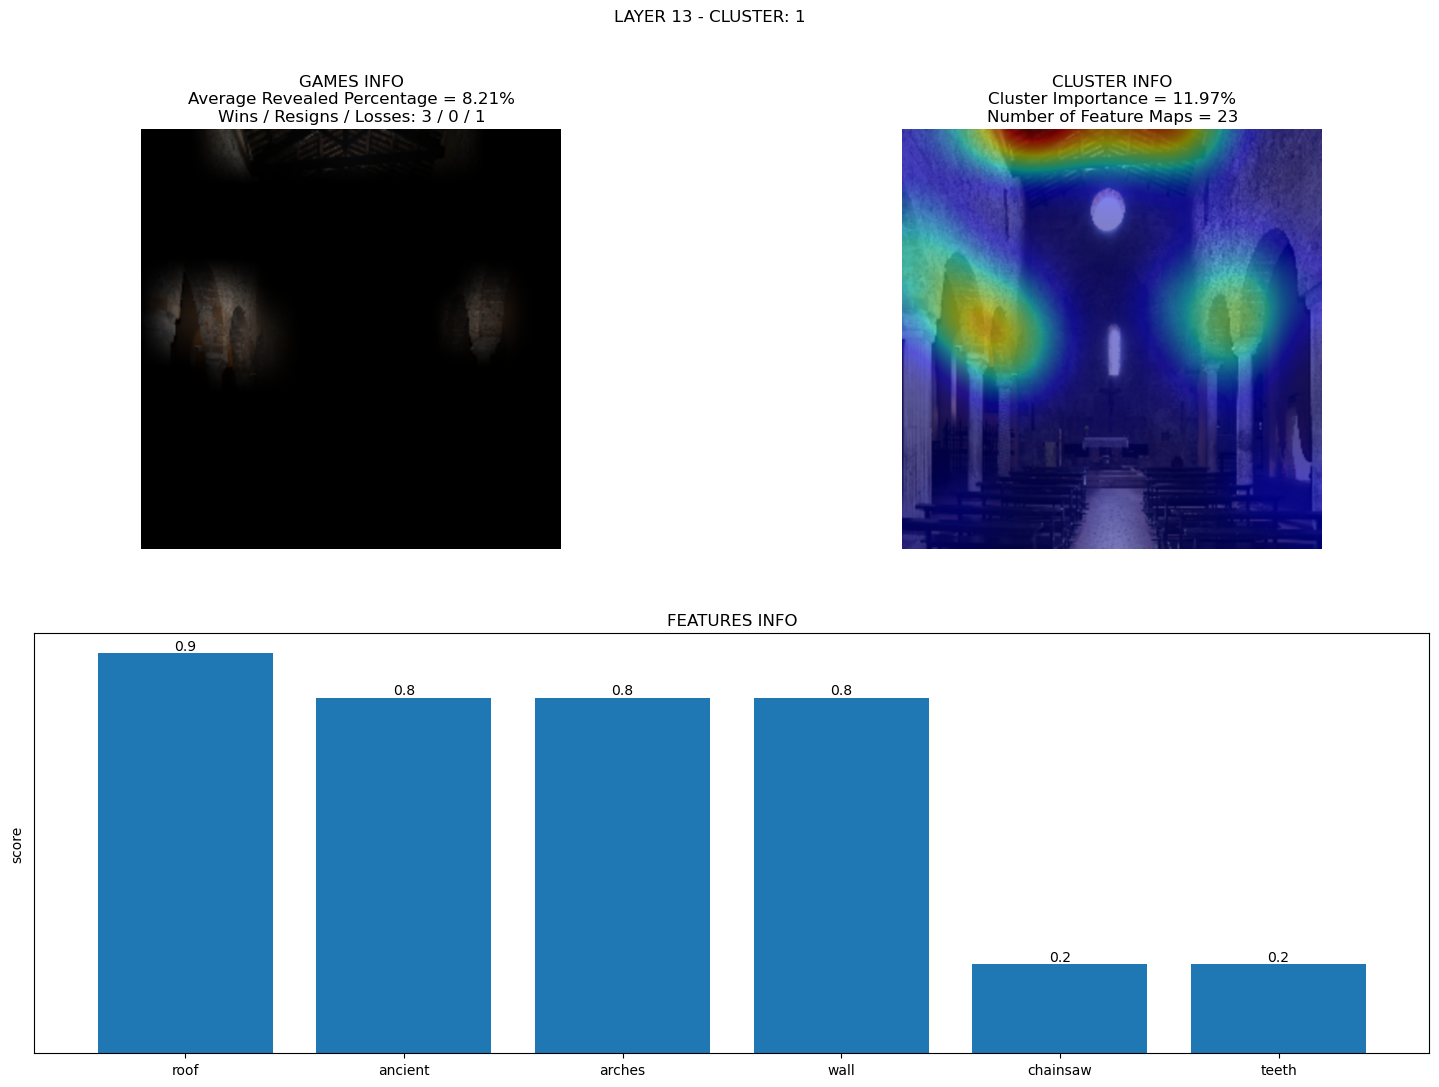 LAYER 13 - CLUSTER: 1
GAMES INFO
Average Revealed Percentage = 8.21%
Wins / Resigns / Losses: 3 / 0 / 1
CLUSTER INFO
Cluster Importance = 11.97%
Number of Feature Maps = 23
FEATURES INFO
score
0.9
0.8
0.8
0.8
0.2
0.2
roof
ancient
arches
wall
chainsaw
teeth